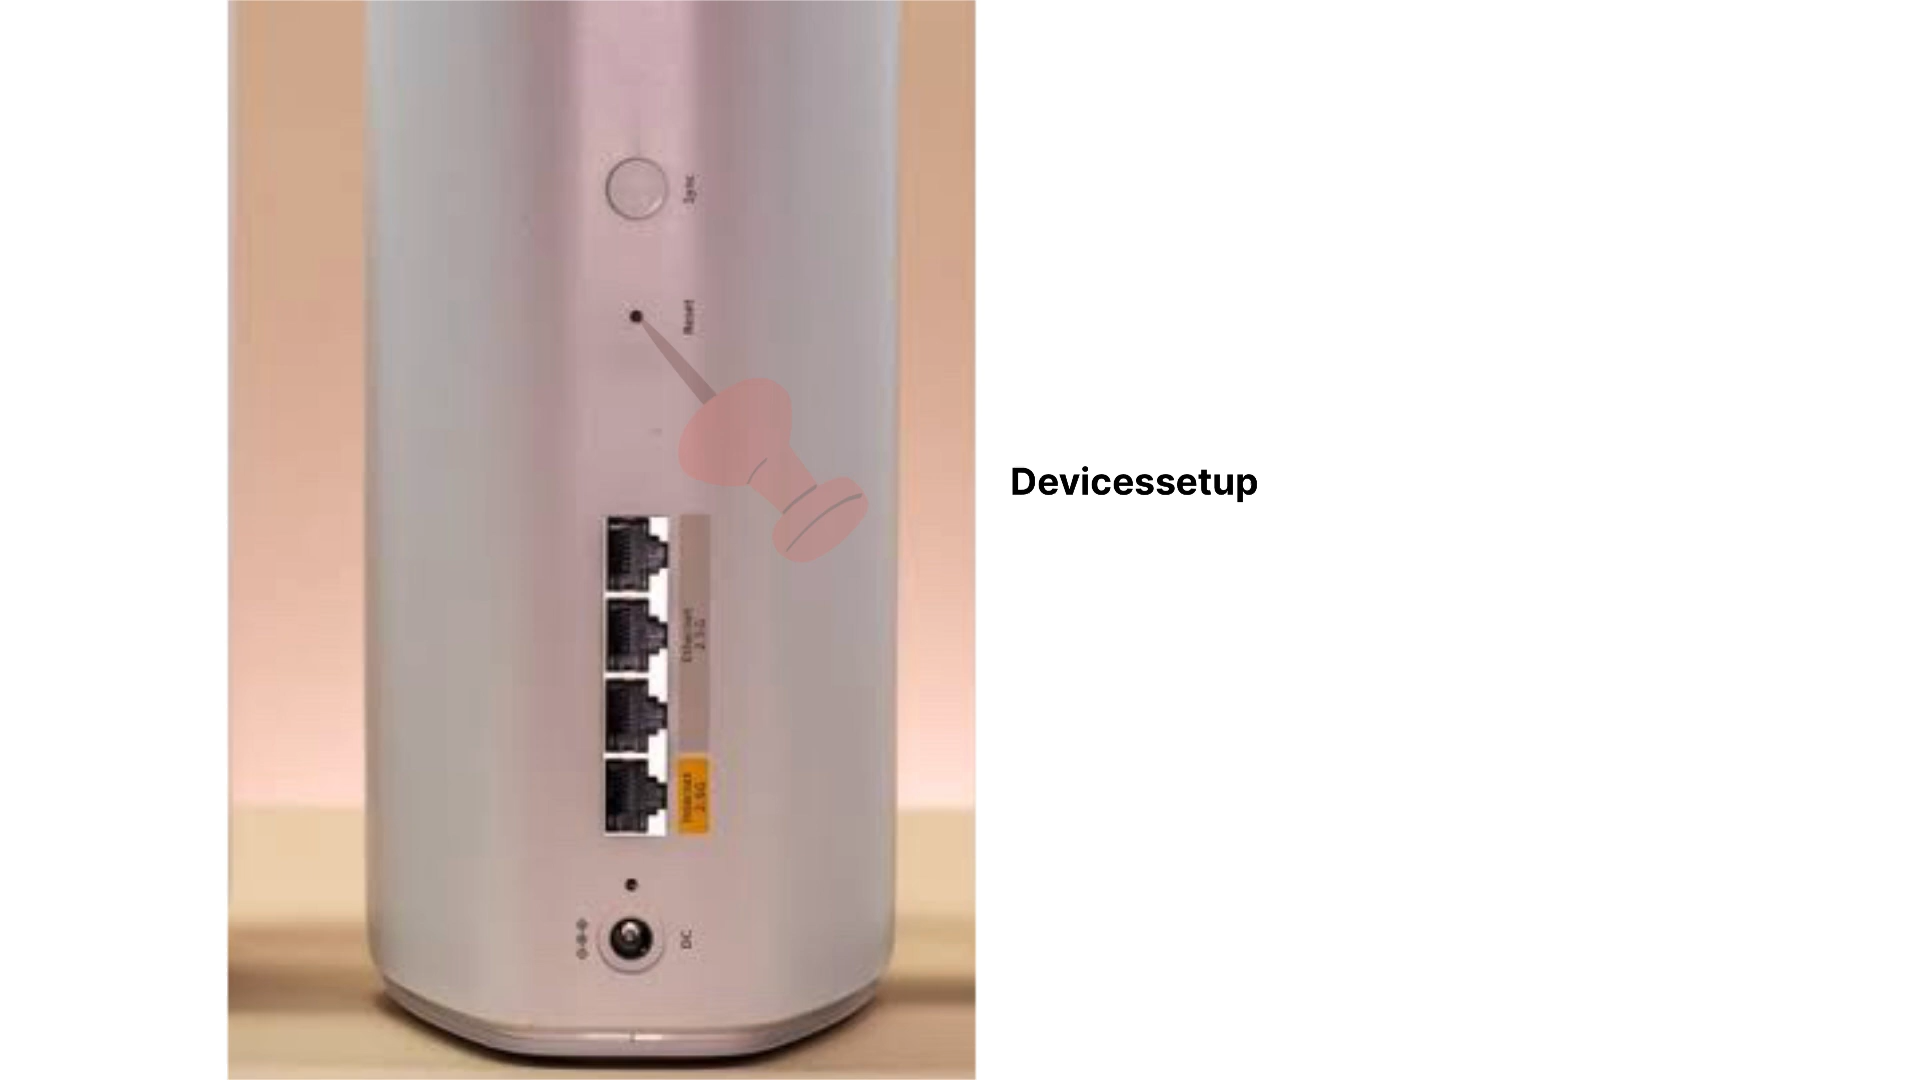 Sync
Reset
Ethernet
2.5G
Internet
2.5G
DC
Devicessetup